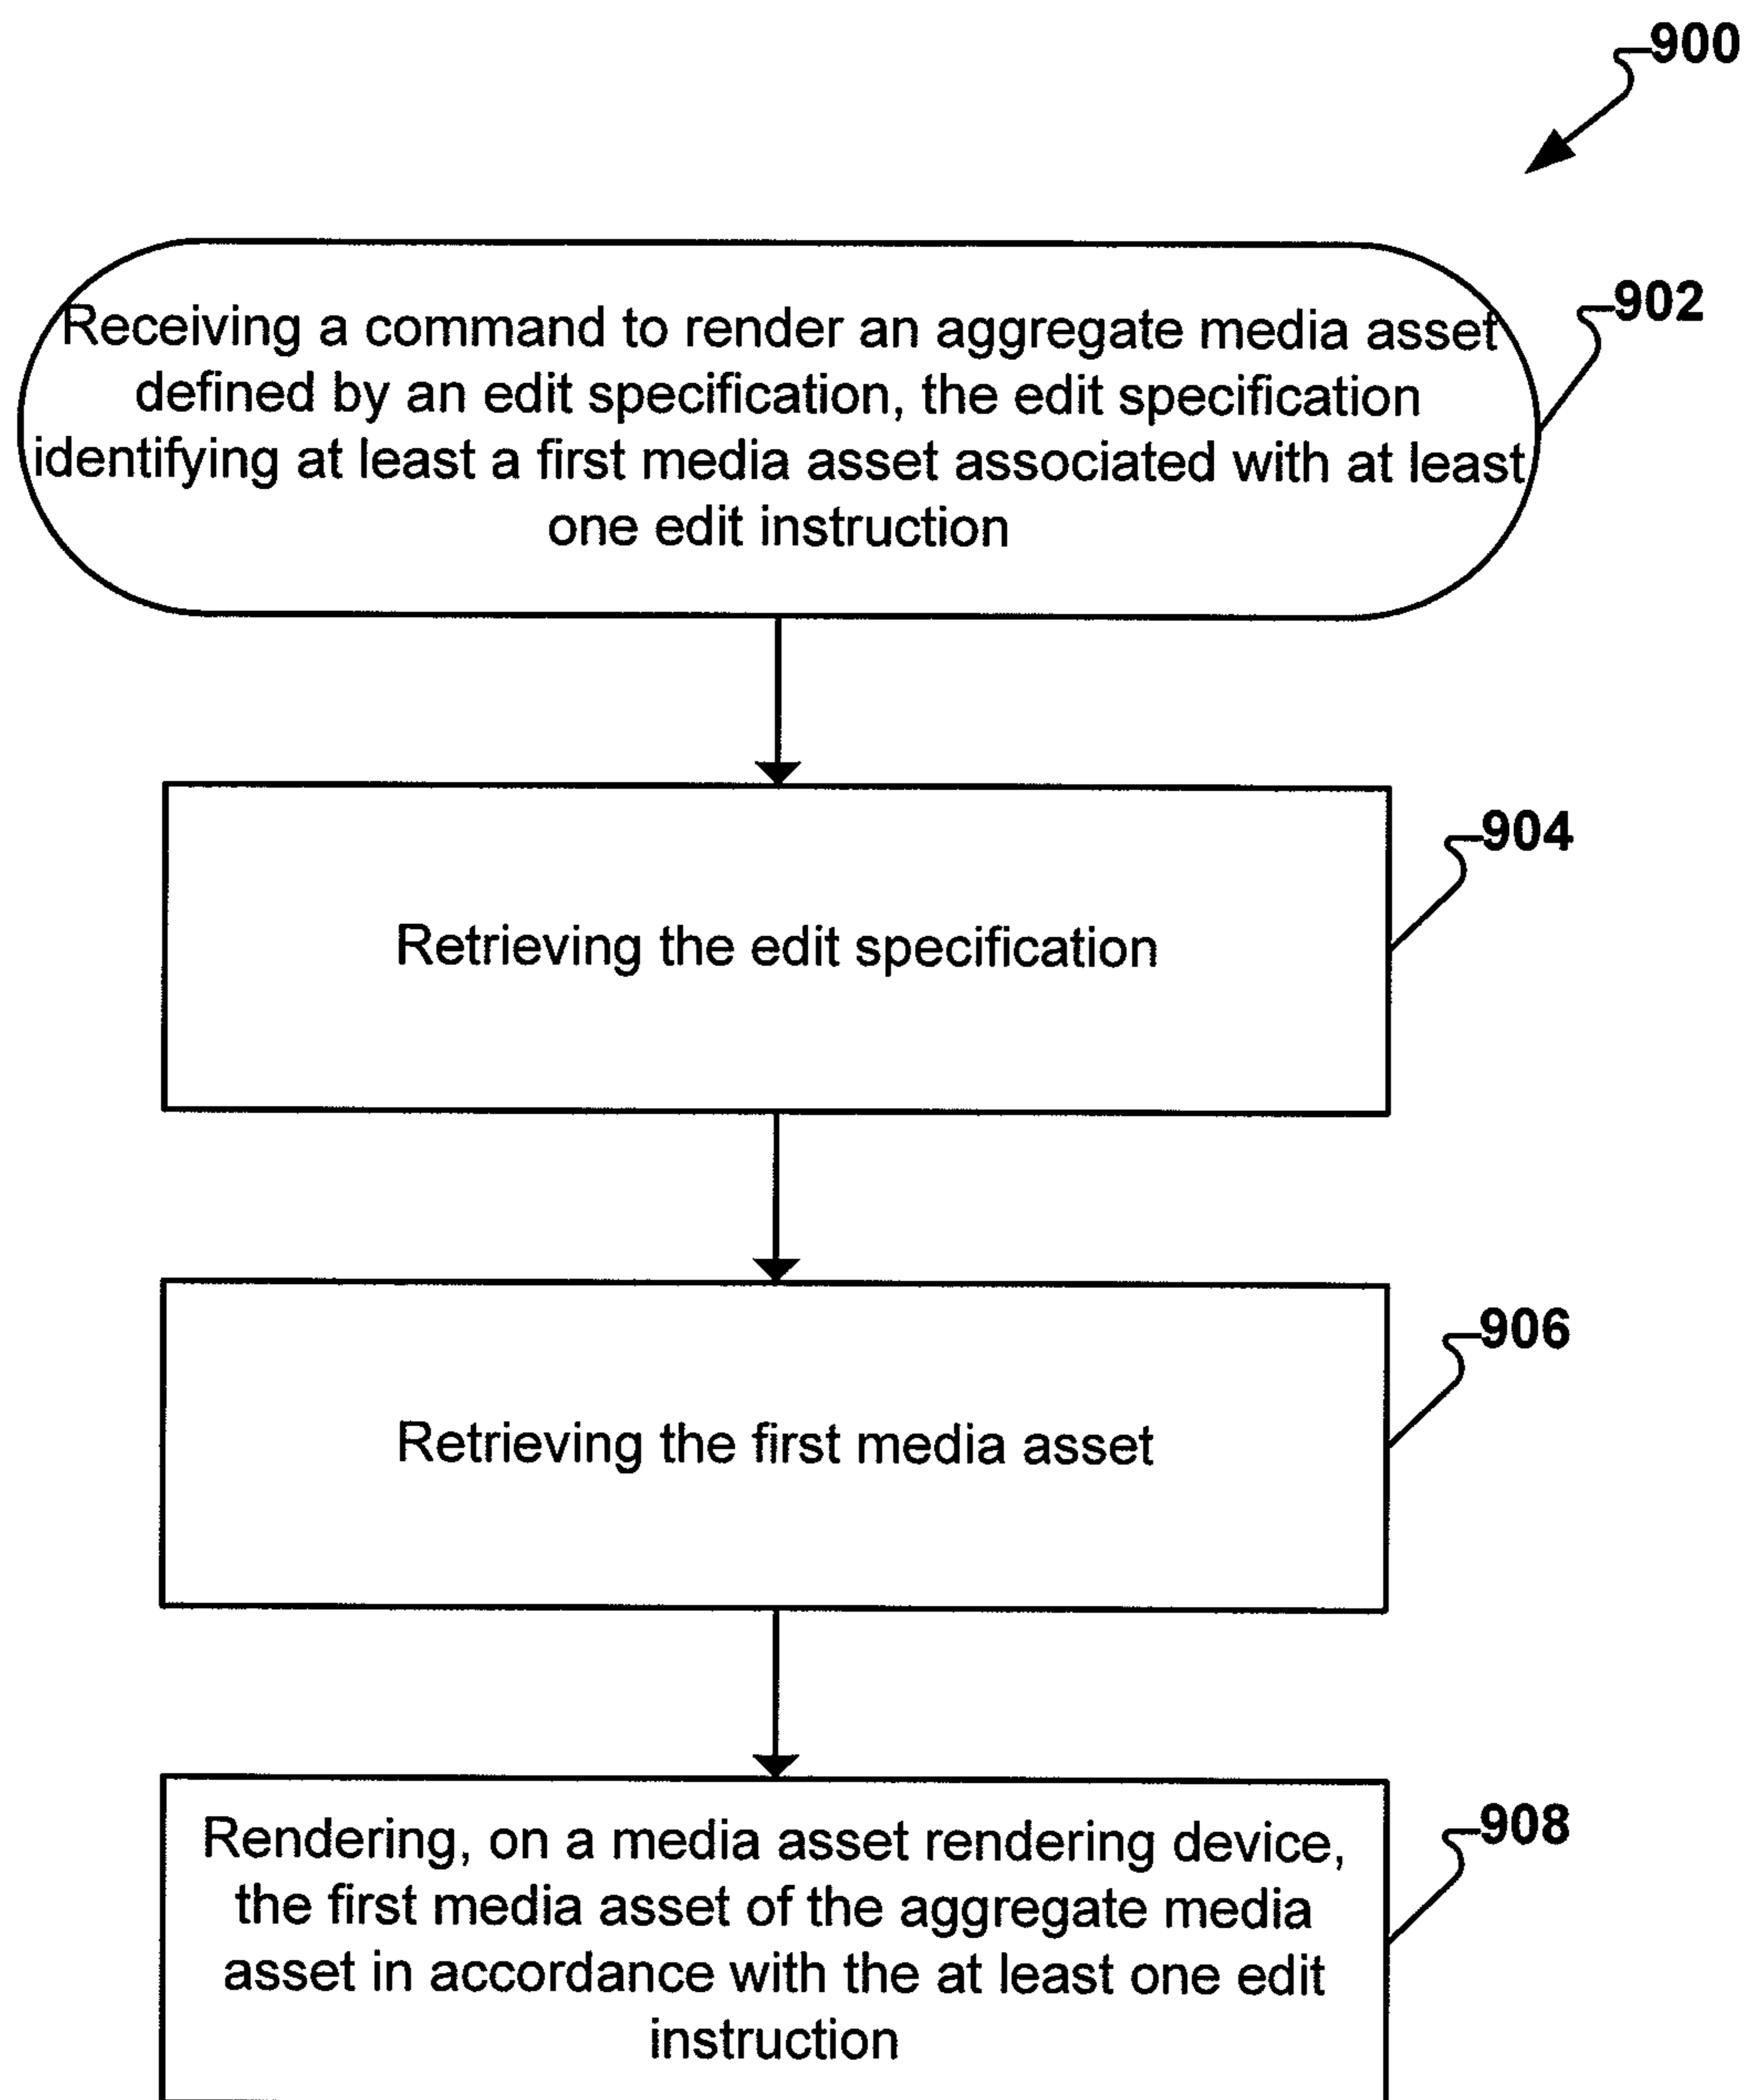 900
902
Receiving a command to render an aggregate media asset
defined by an edit specification, the edit specification
identifying at least a first media asset associated with at least
one edit instruction
904
Retrieving the edit specification
906
Retrieving the first media asset
908
Rendering, on a media asset rendering device,
the first media asset of the aggregate media
asset in accordance with the at least one edit
instruction